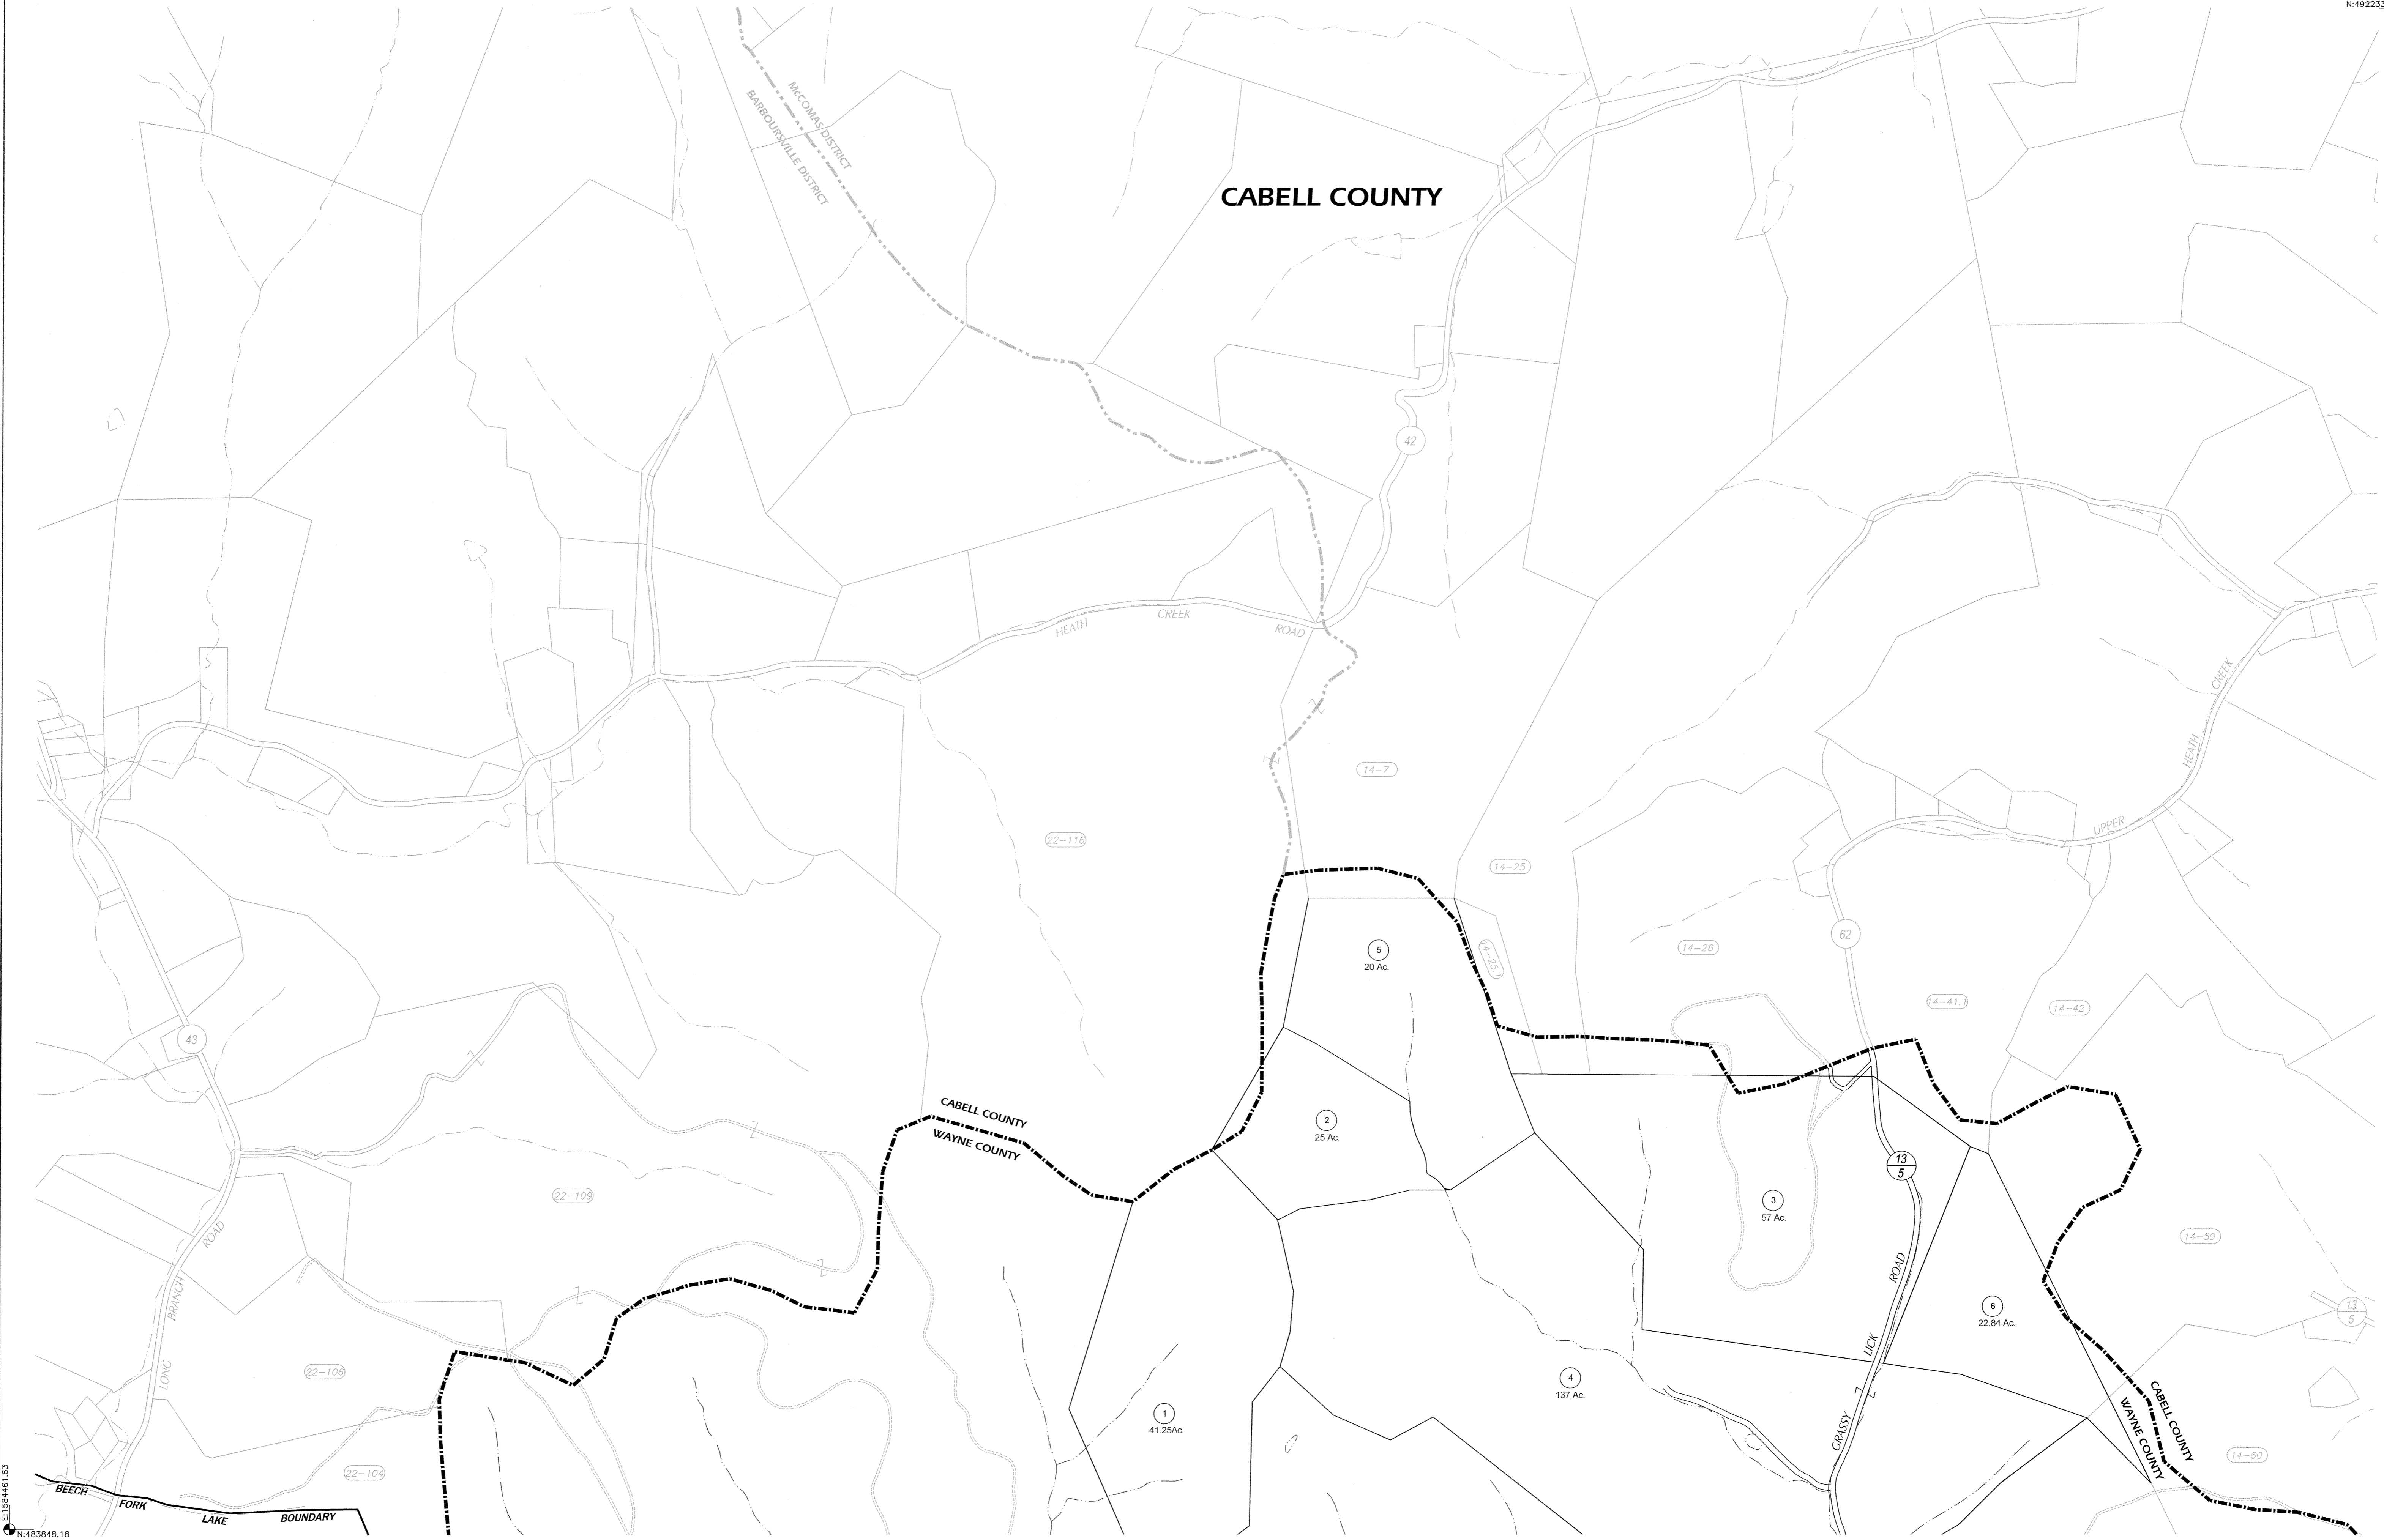 N:492233
McCOMAS DISTRICT
BARBOURSVILLE DISTRICT
CABELL COUNTY
42
HEATH CREEK ROAD
14-7
22-116
14-25
14-25.1
14-26
62
14-41.1
14-42
UPPER HEATH CREEK
43
5
20 Ac.
2
25 Ac.
CABELL COUNTY
WAYNE COUNTY
13
5
3
57 Ac.
22-109
14-59
LONG BRANCH ROAD
6
22.84 Ac.
13
5
22-106
4
137 Ac.
1
41.25Ac.
GRASSY LICK ROAD
CABELL COUNTY
WAYNE COUNTY
14-60
22-104
BEECH FORK LAKE BOUNDARY
E:1584461.63
N:483848.18